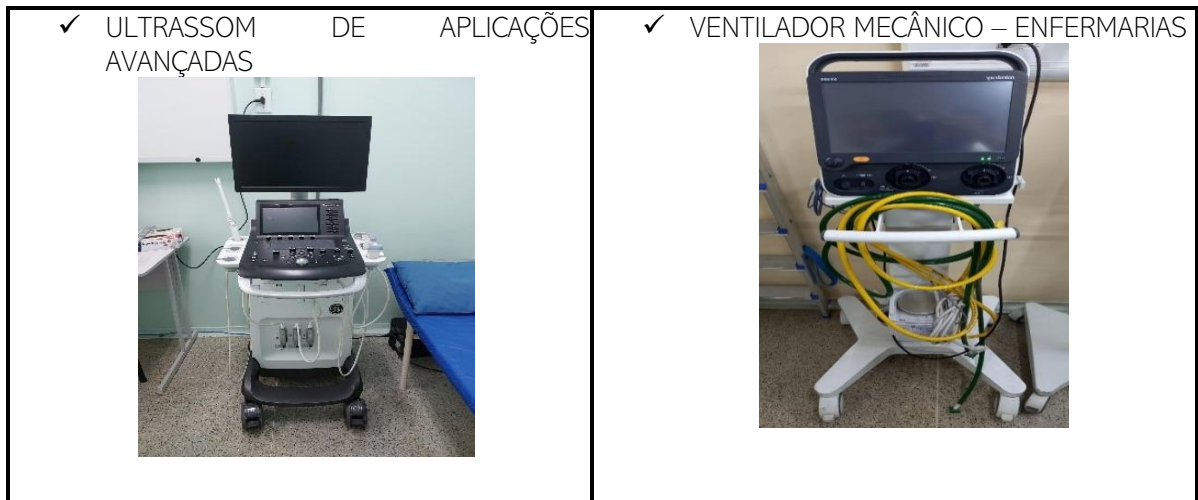 ✓ ULTRASSOM DE APLICAÇÕES
AVANÇADAS
✓ VENTILADOR MECÂNICO – ENFERMARIAS